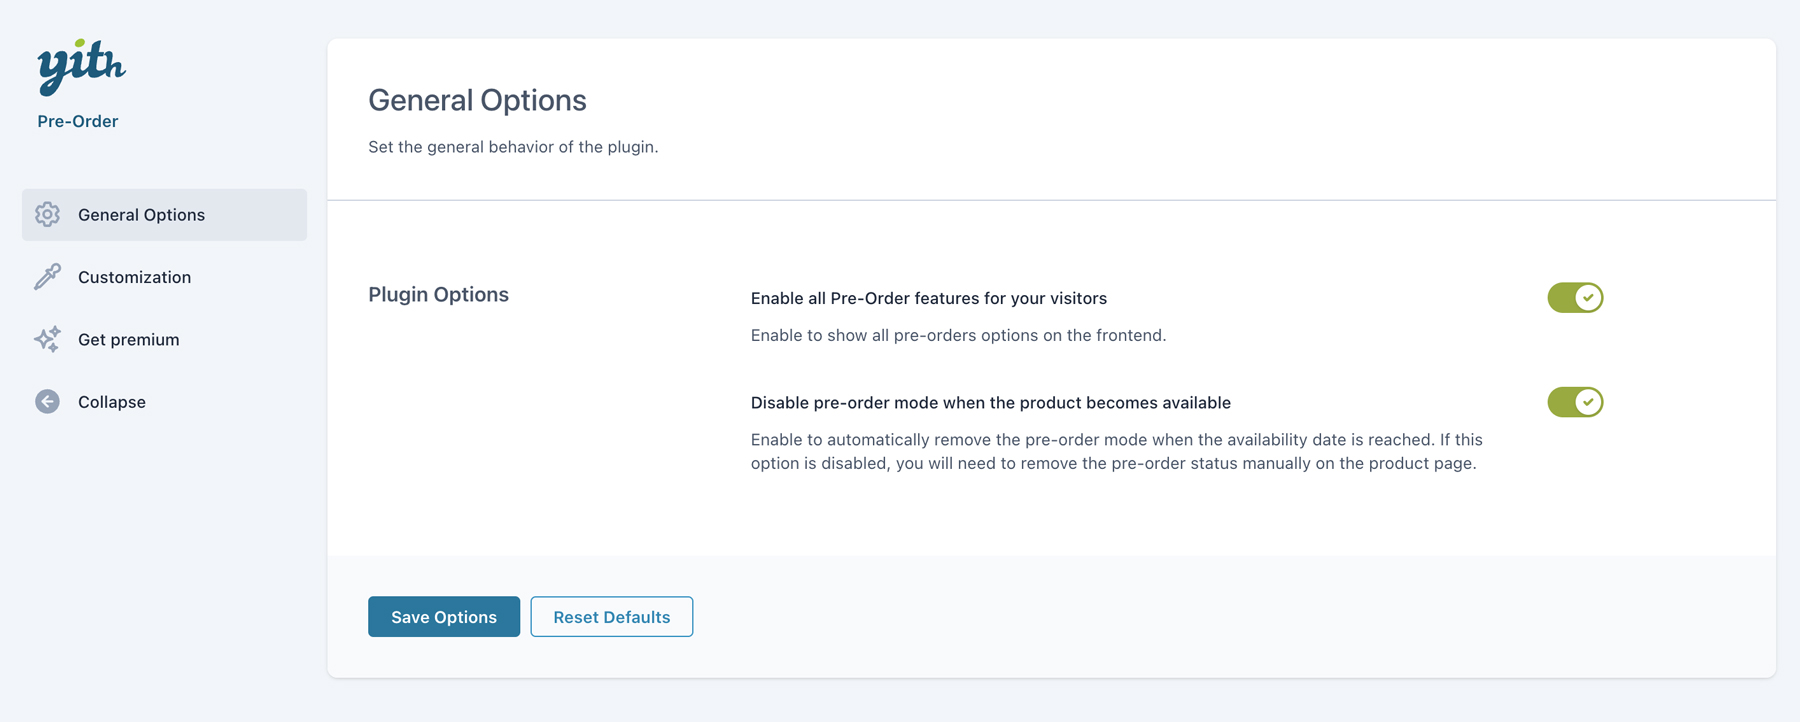 yith
Pre-Order
General Options
Customization
Get premium
Collapse
General Options
Set the general behavior of the plugin.
Plugin Options
Enable all Pre-Order features for your visitors
Enable to show all pre-orders options on the frontend.
Disable pre-order mode when the product becomes available
Enable to automatically remove the pre-order mode when the availability date is reached. If this
option is disabled, you will need to remove the pre-order status manually on the product page.
Save Options
Reset Defaults